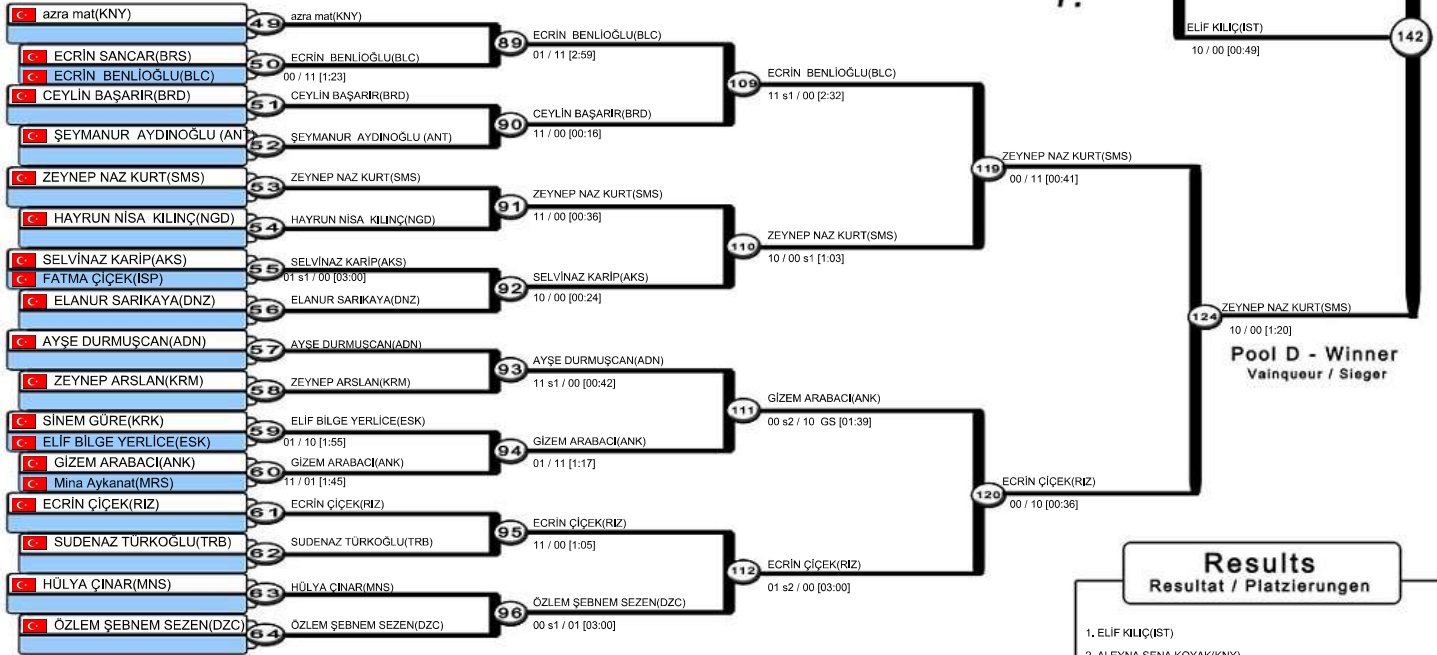 azra mat(KNY)
49
azra mat(KNY)
ECRİN SANCAR(BRS)
ECRİN BENLİOĞLU(BLC)
50
ECRİN BENLİOĞLU(BLC)
00 / 11 [1:23]
CEYLİN BAŞARIR(BRD)
51
CEYLİN BAŞARIR(BRD)
ŞEYMANUR AYDINOĞLU (ANT
52
ŞEYMANUR AYDINOĞLU (ANT)
ZEYNEP NAZ KURT(SMS)
53
ZEYNEP NAZ KURT(SMS)
HAYRUN NİSA KILINÇ(NGD)
54
HAYRUN NİSA KILINÇ(NGD)
SELVİNAZ KARİP(AKS)
FATMA ÇİÇEK(ISP)
55
SELVİNAZ KARİP(AKS)
01 s1 / 00 [03:00]
ELANUR SARIKAYA(DNZ)
56
ELANUR SARIKAYA(DNZ)
AYŞE DURMUŞCAN(ADN)
57
AYŞE DURMUŞCAN(ADN)
ZEYNEP ARSLAN(KRM)
58
ZEYNEP ARSLAN(KRM)
SİNEM GÜRE(KRK)
ELİF BİLGE YERLİCE(ESK)
59
ELİF BİLGE YERLİCE(ESK)
01 / 10 [1:55]
GİZEM ARABACI(ANK)
Mina Aykanat(MRS)
60
GİZEM ARABACI(ANK)
11 / 01 [1:45]
ECRİN ÇİÇEK(RIZ)
61
ECRİN ÇİÇEK(RIZ)
SUDENAZ TÜRKOĞLU(TRB)
62
SUDENAZ TÜRKOĞLU(TRB)
HÜLYA ÇINAR(MNS)
63
HÜLYA ÇINAR(MNS)
ÖZLEM ŞEBNEM SEZEN(DZC)
64
ÖZLEM ŞEBNEM SEZEN(DZC)
89
ECRİN BENLİOĞLU(BLC)
01 / 11 [2:59]
90
CEYLİN BAŞARIR(BRD)
11 / 00 [00:16]
91
ZEYNEP NAZ KURT(SMS)
11 / 00 [00:36]
92
SELVİNAZ KARİP(AKS)
10 / 00 [00:24]
93
AYŞE DURMUŞCAN(ADN)
11 s1 / 00 [00:42]
94
GİZEM ARABACI(ANK)
01 / 11 [1:17]
95
ECRİN ÇİÇEK(RIZ)
11 / 00 [1:05]
96
ÖZLEM ŞEBNEM SEZEN(DZC)
00 s1 / 01 [03:00]
109
ECRİN BENLİOĞLU(BLC)
11 s1 / 00 [2:32]
110
ZEYNEP NAZ KURT(SMS)
10 / 00 s1 [1:03]
111
GİZEM ARABACI(ANK)
00 s2 / 10 GS [01:39]
112
ECRİN ÇİÇEK(RIZ)
01 s2 / 00 [03:00]
119
ZEYNEP NAZ KURT(SMS)
00 / 11 [00:41]
120
ECRİN ÇİÇEK(RIZ)
00 / 10 [00:36]
124
ZEYNEP NAZ KURT(SMS)
10 / 00 [1:20]
Pool D - Winner
Vainqueur / Sieger
ELİF KILIÇ(IST)
10 / 00 [00:49]
142
Results
Resultat / Platzierungen
1. ELİF KILIÇ(IST)
2. ALEYNA SENA KOYAK(KNY)